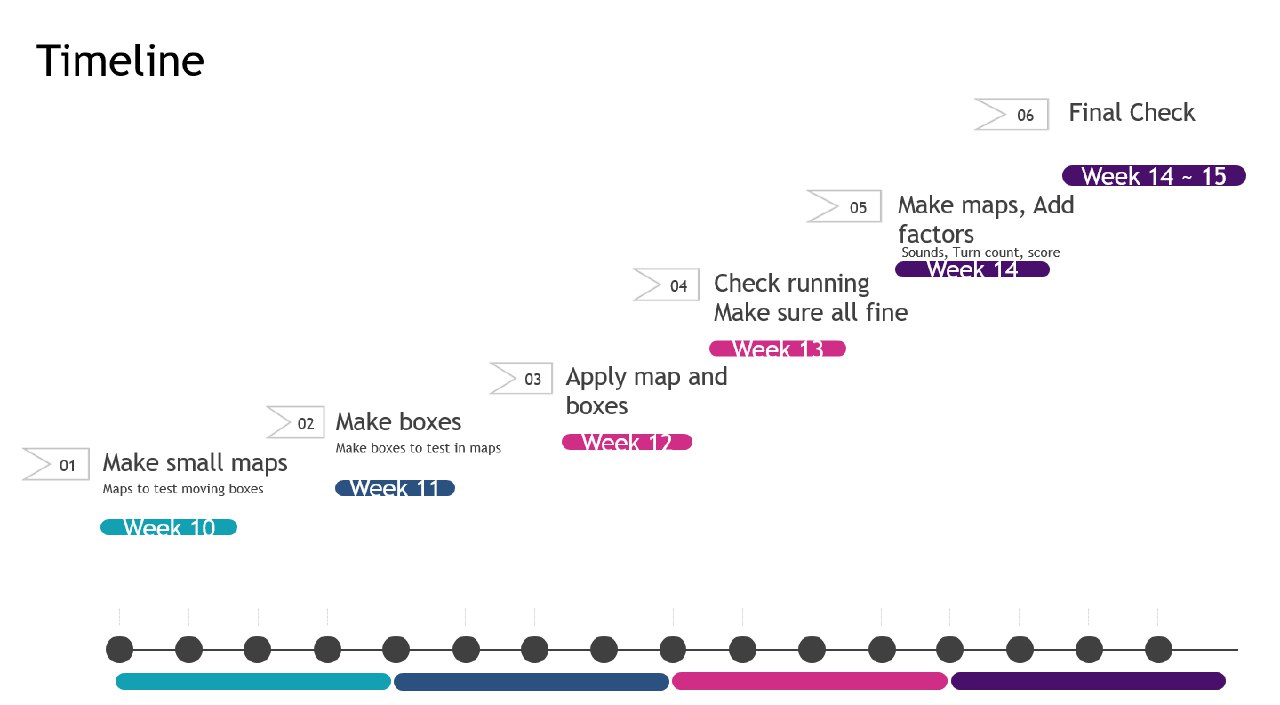 Timeline
06
Final Check
Week 14 ~ 15
05
Make maps, Add
factors
Sounds, Turn count, score
Week 14
04
Check running
Make sure all fine
Week 13
03
Apply map and
boxes
Week 12
02
Make boxes
Make boxes to test in maps
Week 11
01
Make small maps
Maps to test moving boxes
Week 10